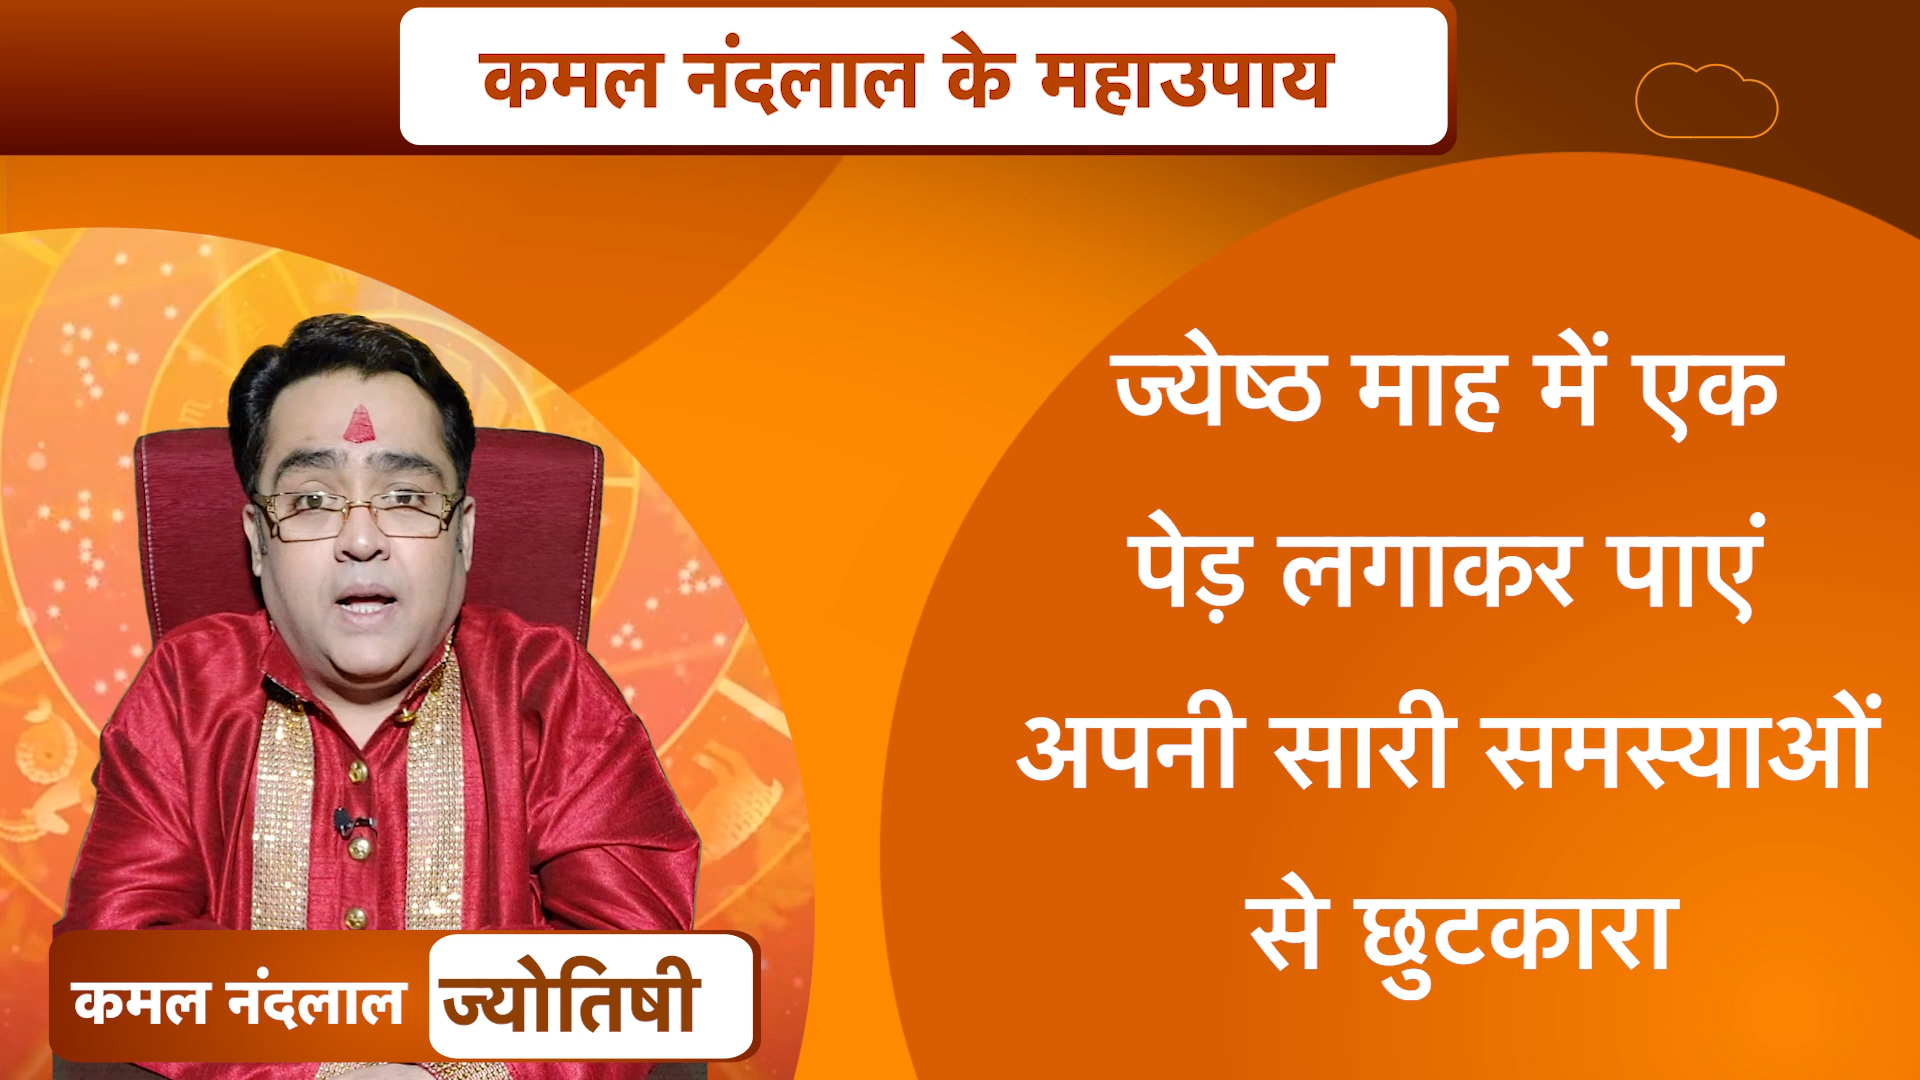 कमल नंदलाल के महाउपाय
ज्येष्ठ माह में एक
पेड़ लगाकर पाएं
अपनी सारी समस्याओं
से छुटकारा
कमल नंदलाल ज्योतिषी